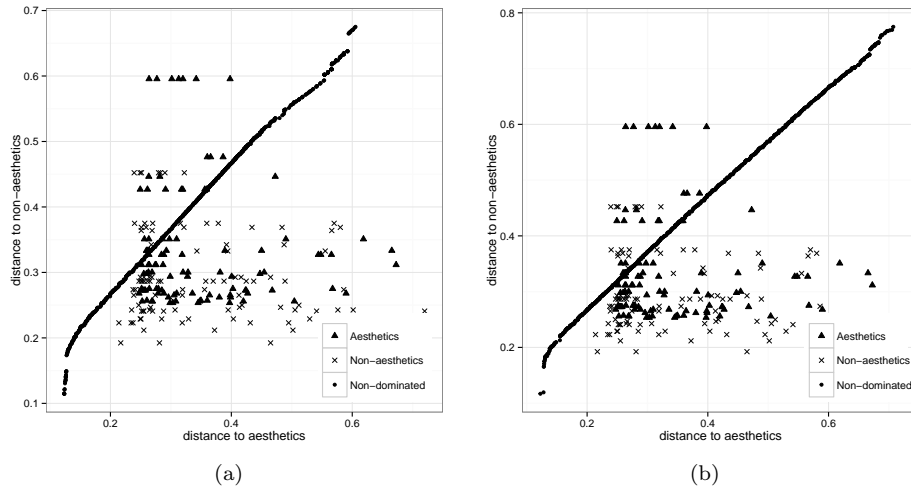 0.7
0.6
0.5
0.4
0.3
0.2
0.1
distance to non−aesthetics
0.2
0.4
0.6
distance to aesthetics
Aesthetics
Non−aesthetics
Non−dominated
(a)
0.8
0.6
0.4
0.2
distance to non−aesthetics
0.2
0.4
0.6
distance to aesthetics
Aesthetics
Non−aesthetics
Non−dominated
(b)